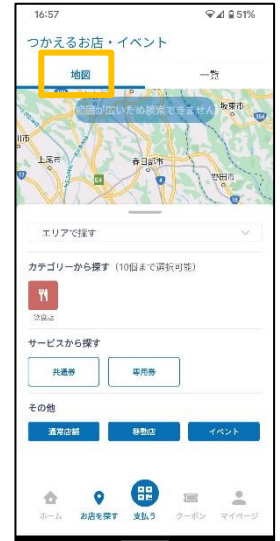 16:57 51%
つかえるお店・イベント
地図 一覧
範囲が広いため検索できません
坂東市
川市
上尾市
春日部市
野田市
エリアで探す
カテゴリーから探す（10個まで選択可能）
飲食店
サービスから探す
共通券 専用券
その他
通常店舗 移動店 イベント
ホーム お店を探す 支払う クーポン マイページ